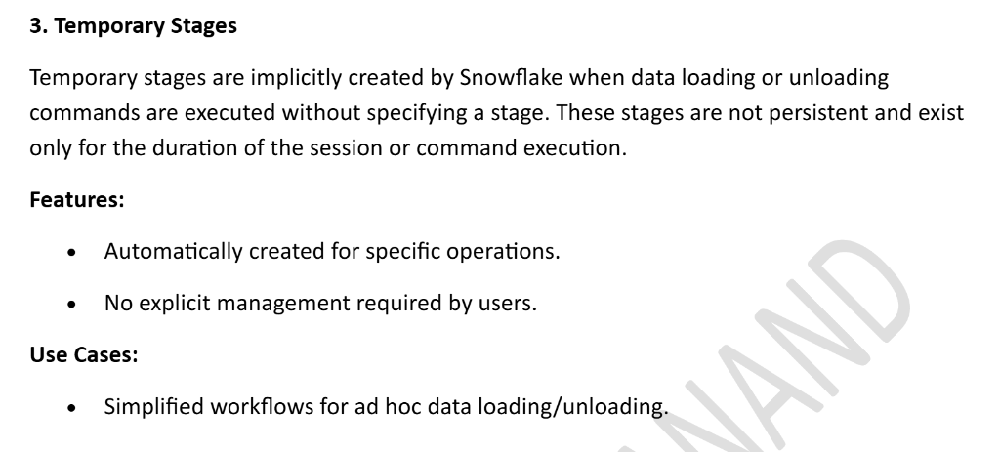 3. Temporary Stages
Temporary stages are implicitly created by Snowflake when data loading or unloading
commands are executed without specifying a stage. These stages are not persistent and exist
only for the duration of the session or command execution.
Features:
• Automatically created for specific operations.
• No explicit management required by users.
Use Cases:
• Simplified workflows for ad hoc data loading/unloading.